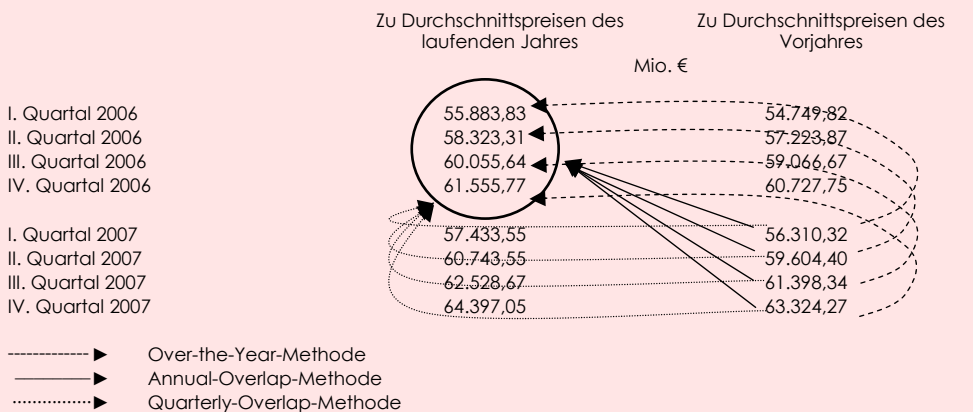 Zu Durchschnittspreisen des laufenden Jahres
Zu Durchschnittspreisen des Vorjahres
Mio. €
I. Quartal 2006 55.883,83 54.749,82
II. Quartal 2006 58.323,31 57.223,87
III. Quartal 2006 60.055,64 59.066,67
IV. Quartal 2006 61.555,77 60.727,75
I. Quartal 2007 57.433,55 56.310,32
II. Quartal 2007 60.743,55 59.604,40
III. Quartal 2007 62.528,67 61.398,34
IV. Quartal 2007 64.397,05 63.324,27
Over-the-Year-Methode
Annual-Overlap-Methode
Quarterly-Overlap-Methode